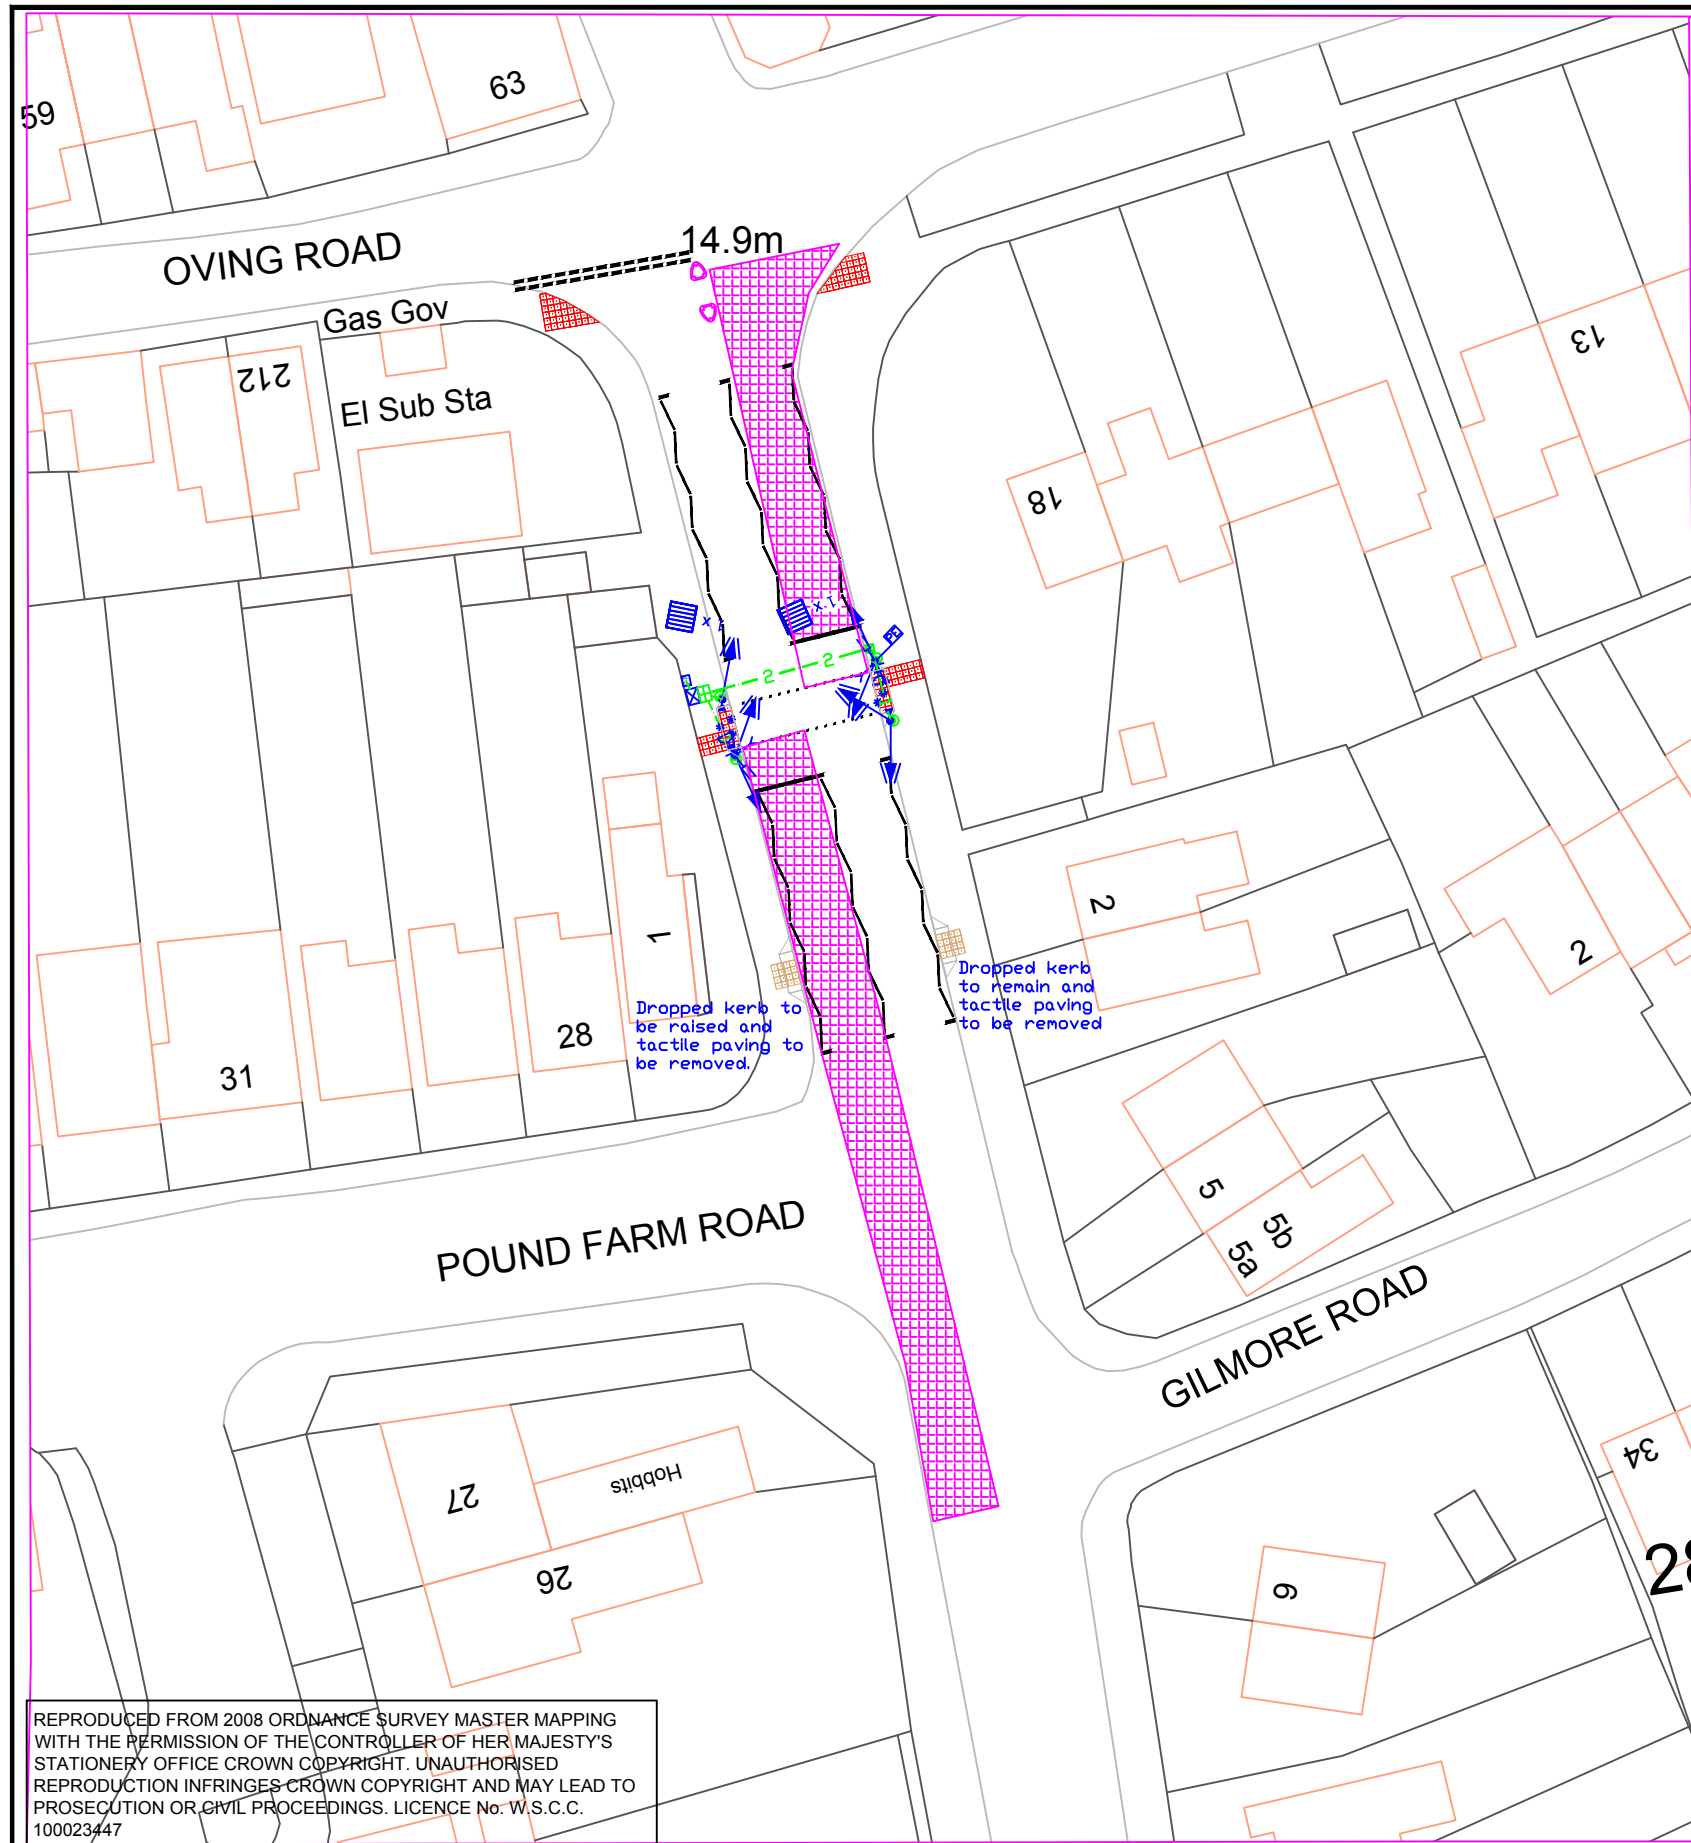 63
59
14.9m
OVING ROAD
Gas Gov
212
El Sub Sta
13
18
1 x
1-x
PB
S
S
2
2
1
Dropped kerb
to remain and
tactile paving
to be removed
Dropped kerb to
be raised and
tactile paving to
be removed.
28
31
5
5b
5a
POUND FARM ROAD
GILMORE ROAD
34
Hobbits
27
26
6
28
REPRODUCED FROM 2008 ORDNANCE SURVEY MASTER MAPPING
WITH THE PERMISSION OF THE CONTROLLER OF HER MAJESTY'S
STATIONERY OFFICE CROWN COPYRIGHT. UNAUTHORISED
REPRODUCTION INFRINGES CROWN COPYRIGHT AND MAY LEAD TO
PROSECUTION OR CIVIL PROCEEDINGS. LICENCE No. W.S.C.C.
100023447